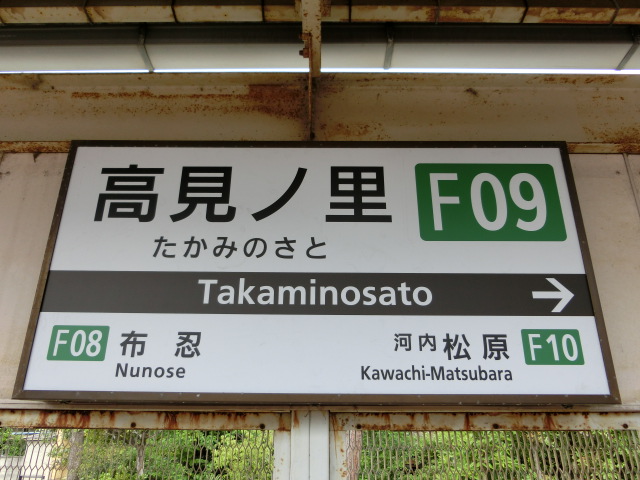 高見ノ里 F09
たかみのさと
Takaminosato →
F08 布忍 河内松原 F10
Nunose Kawachi-Matsubara